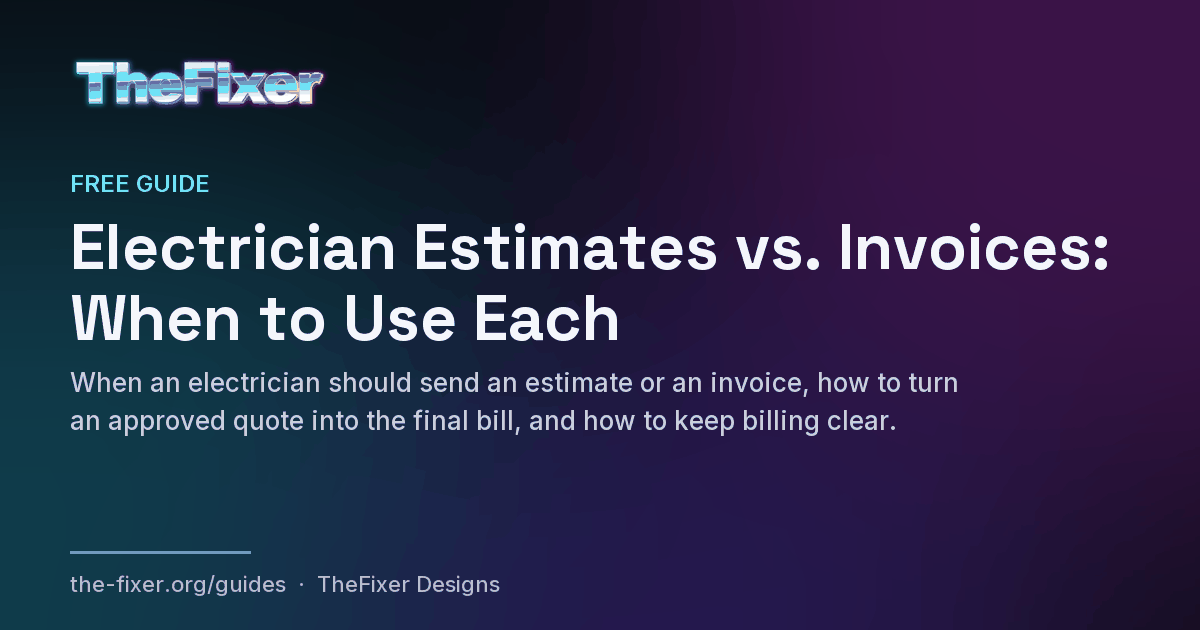 TheFixer
FREE GUIDE
Electrician Estimates vs. Invoices:
When to Use Each
When an electrician should send an estimate or an invoice, how to turn
an approved quote into the final bill, and how to keep billing clear.
the-fixer.org/guides · TheFixer Designs